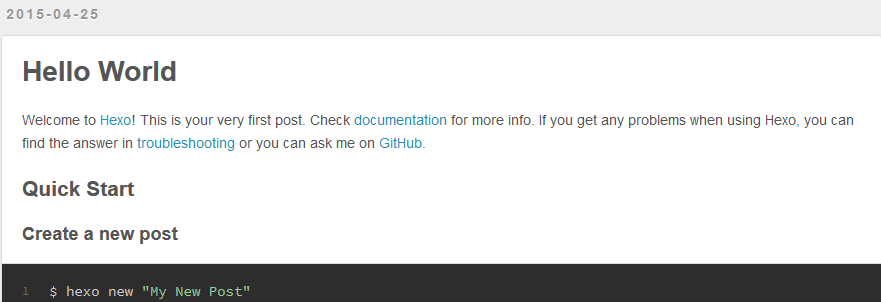 2015-04-25
Hello World
Welcome to Hexo! This is your very first post. Check documentation for more info. If you get any problems when using Hexo, you can
find the answer in troubleshooting or you can ask me on GitHub.
Quick Start
Create a new post
1 $ hexo new "My New Post"